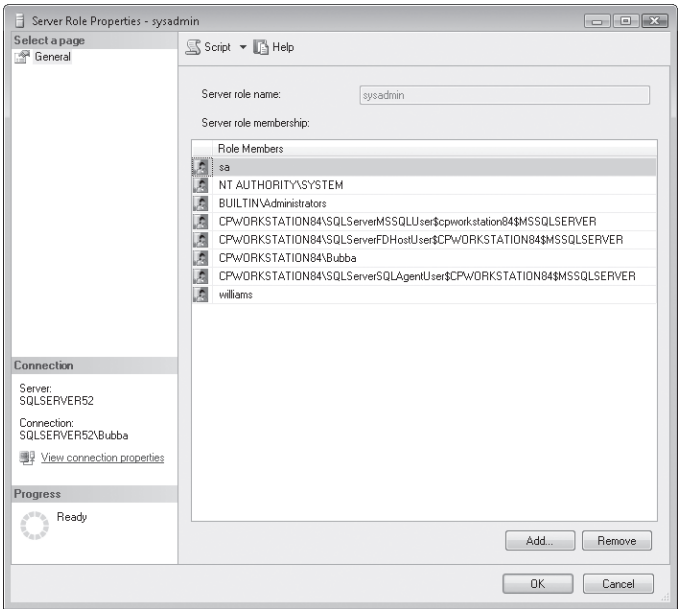 Server Role Properties - sysadmin
Select a page
General
Script
Help
Server role name:
sysadmin
Server role membership:
Role Members
sa
NT AUTHORITY\SYSTEM
BUILTIN\Administrators
CPWORKSTATION84\SQLServerMSSQLUser$cpworkstation84$MSSQLSERVER
CPWORKSTATION84\SQLServerFDHostUser$CPWORKSTATION84$MSSQLSERVER
CPWORKSTATION84\Bubba
CPWORKSTATION84\SQLServerSQLAgentUser$CPWORKSTATION84$MSSQLSERVER
williams
Connection
Server:
SQLSERVER52
Connection:
SQLSERVER52\Bubba
View connection properties
Progress
Ready
Add...
Remove
OK
Cancel